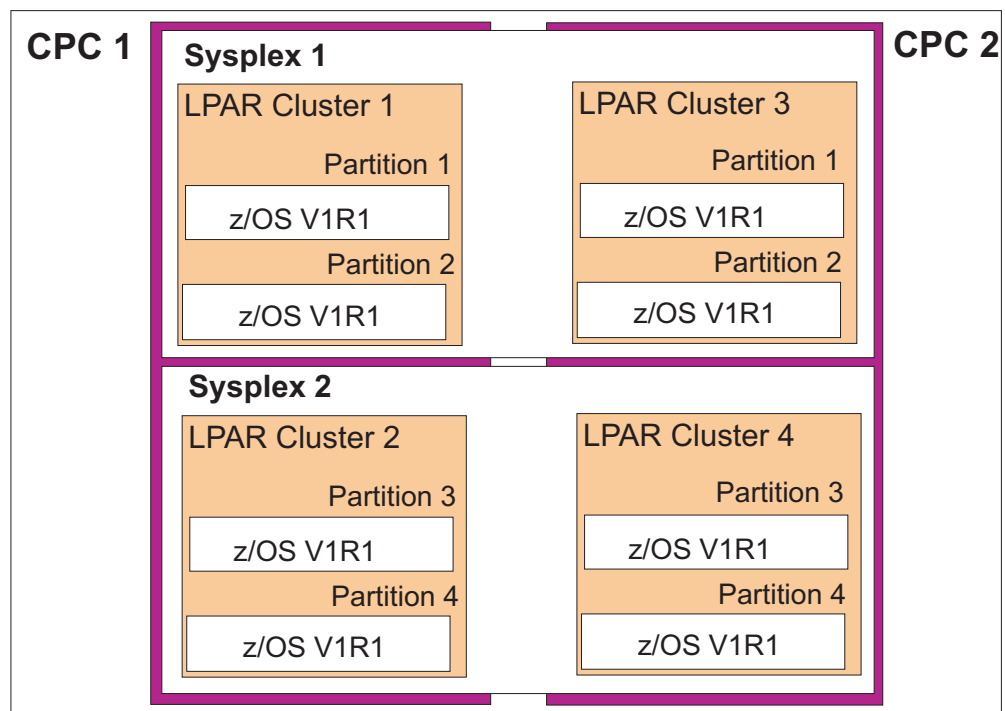 CPC 1
CPC 2
Sysplex 1
LPAR Cluster 1
Partition 1
z/OS V1R1
Partition 2
z/OS V1R1
LPAR Cluster 3
Partition 1
z/OS V1R1
Partition 2
z/OS V1R1
Sysplex 2
LPAR Cluster 2
Partition 3
z/OS V1R1
Partition 4
z/OS V1R1
LPAR Cluster 4
Partition 3
z/OS V1R1
Partition 4
z/OS V1R1